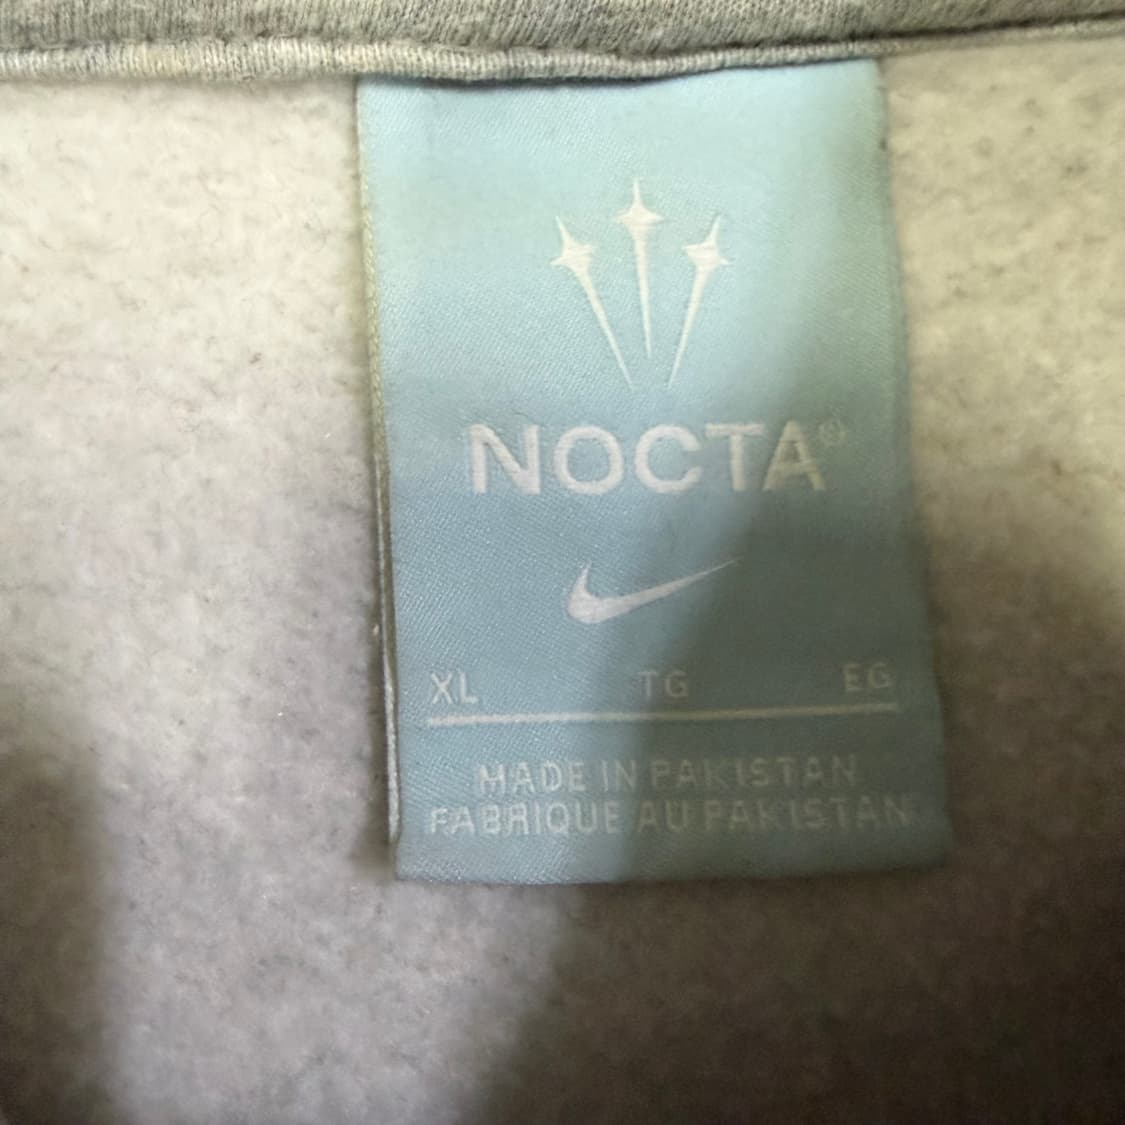 NOCTA®
XL TG EG
MADE IN PAKISTAN
FABRIQUE AU PAKISTAN